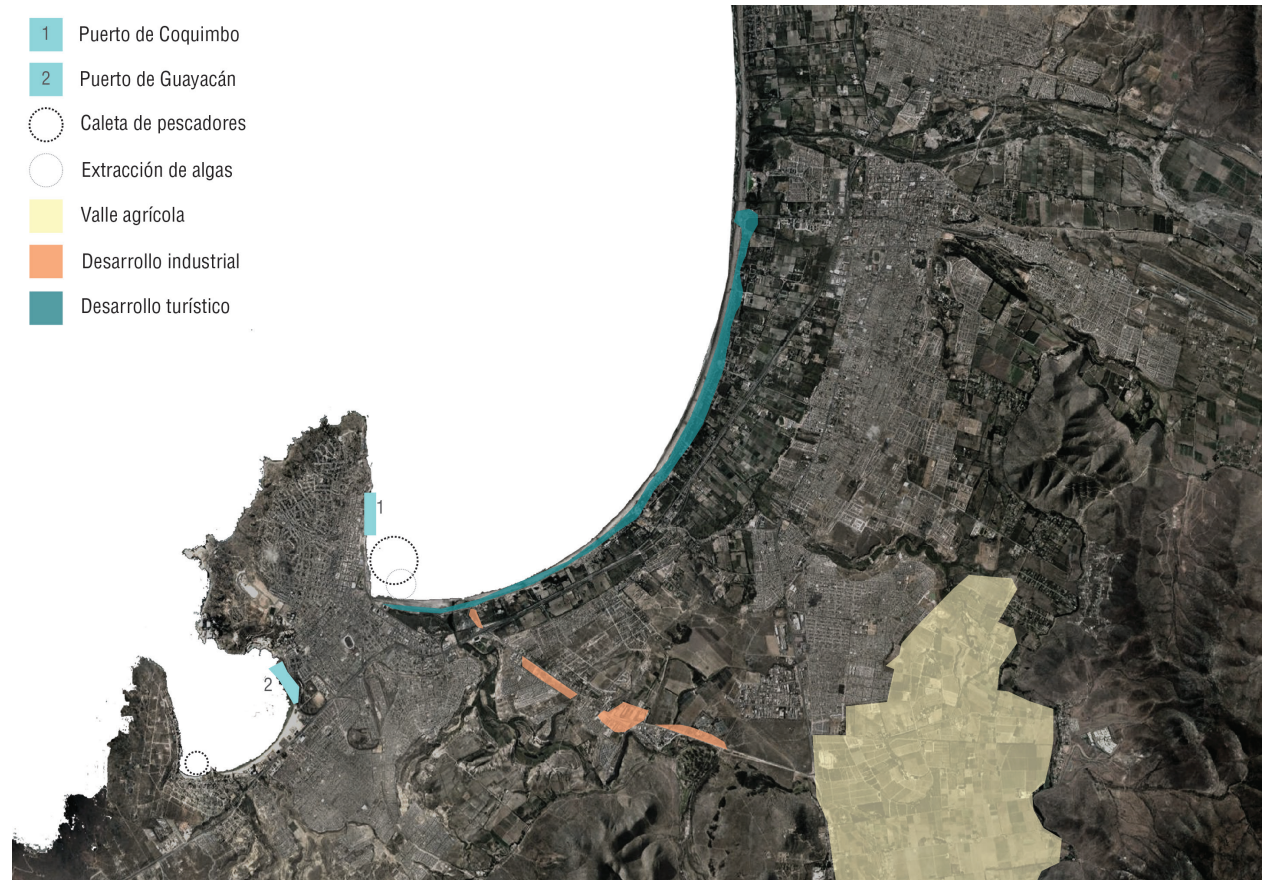 1 Puerto de Coquimbo
2 Puerto de Guayacán
Caleta de pescadores
Extracción de algas
Valle agrícola
Desarrollo industrial
Desarrollo turístico
1
2